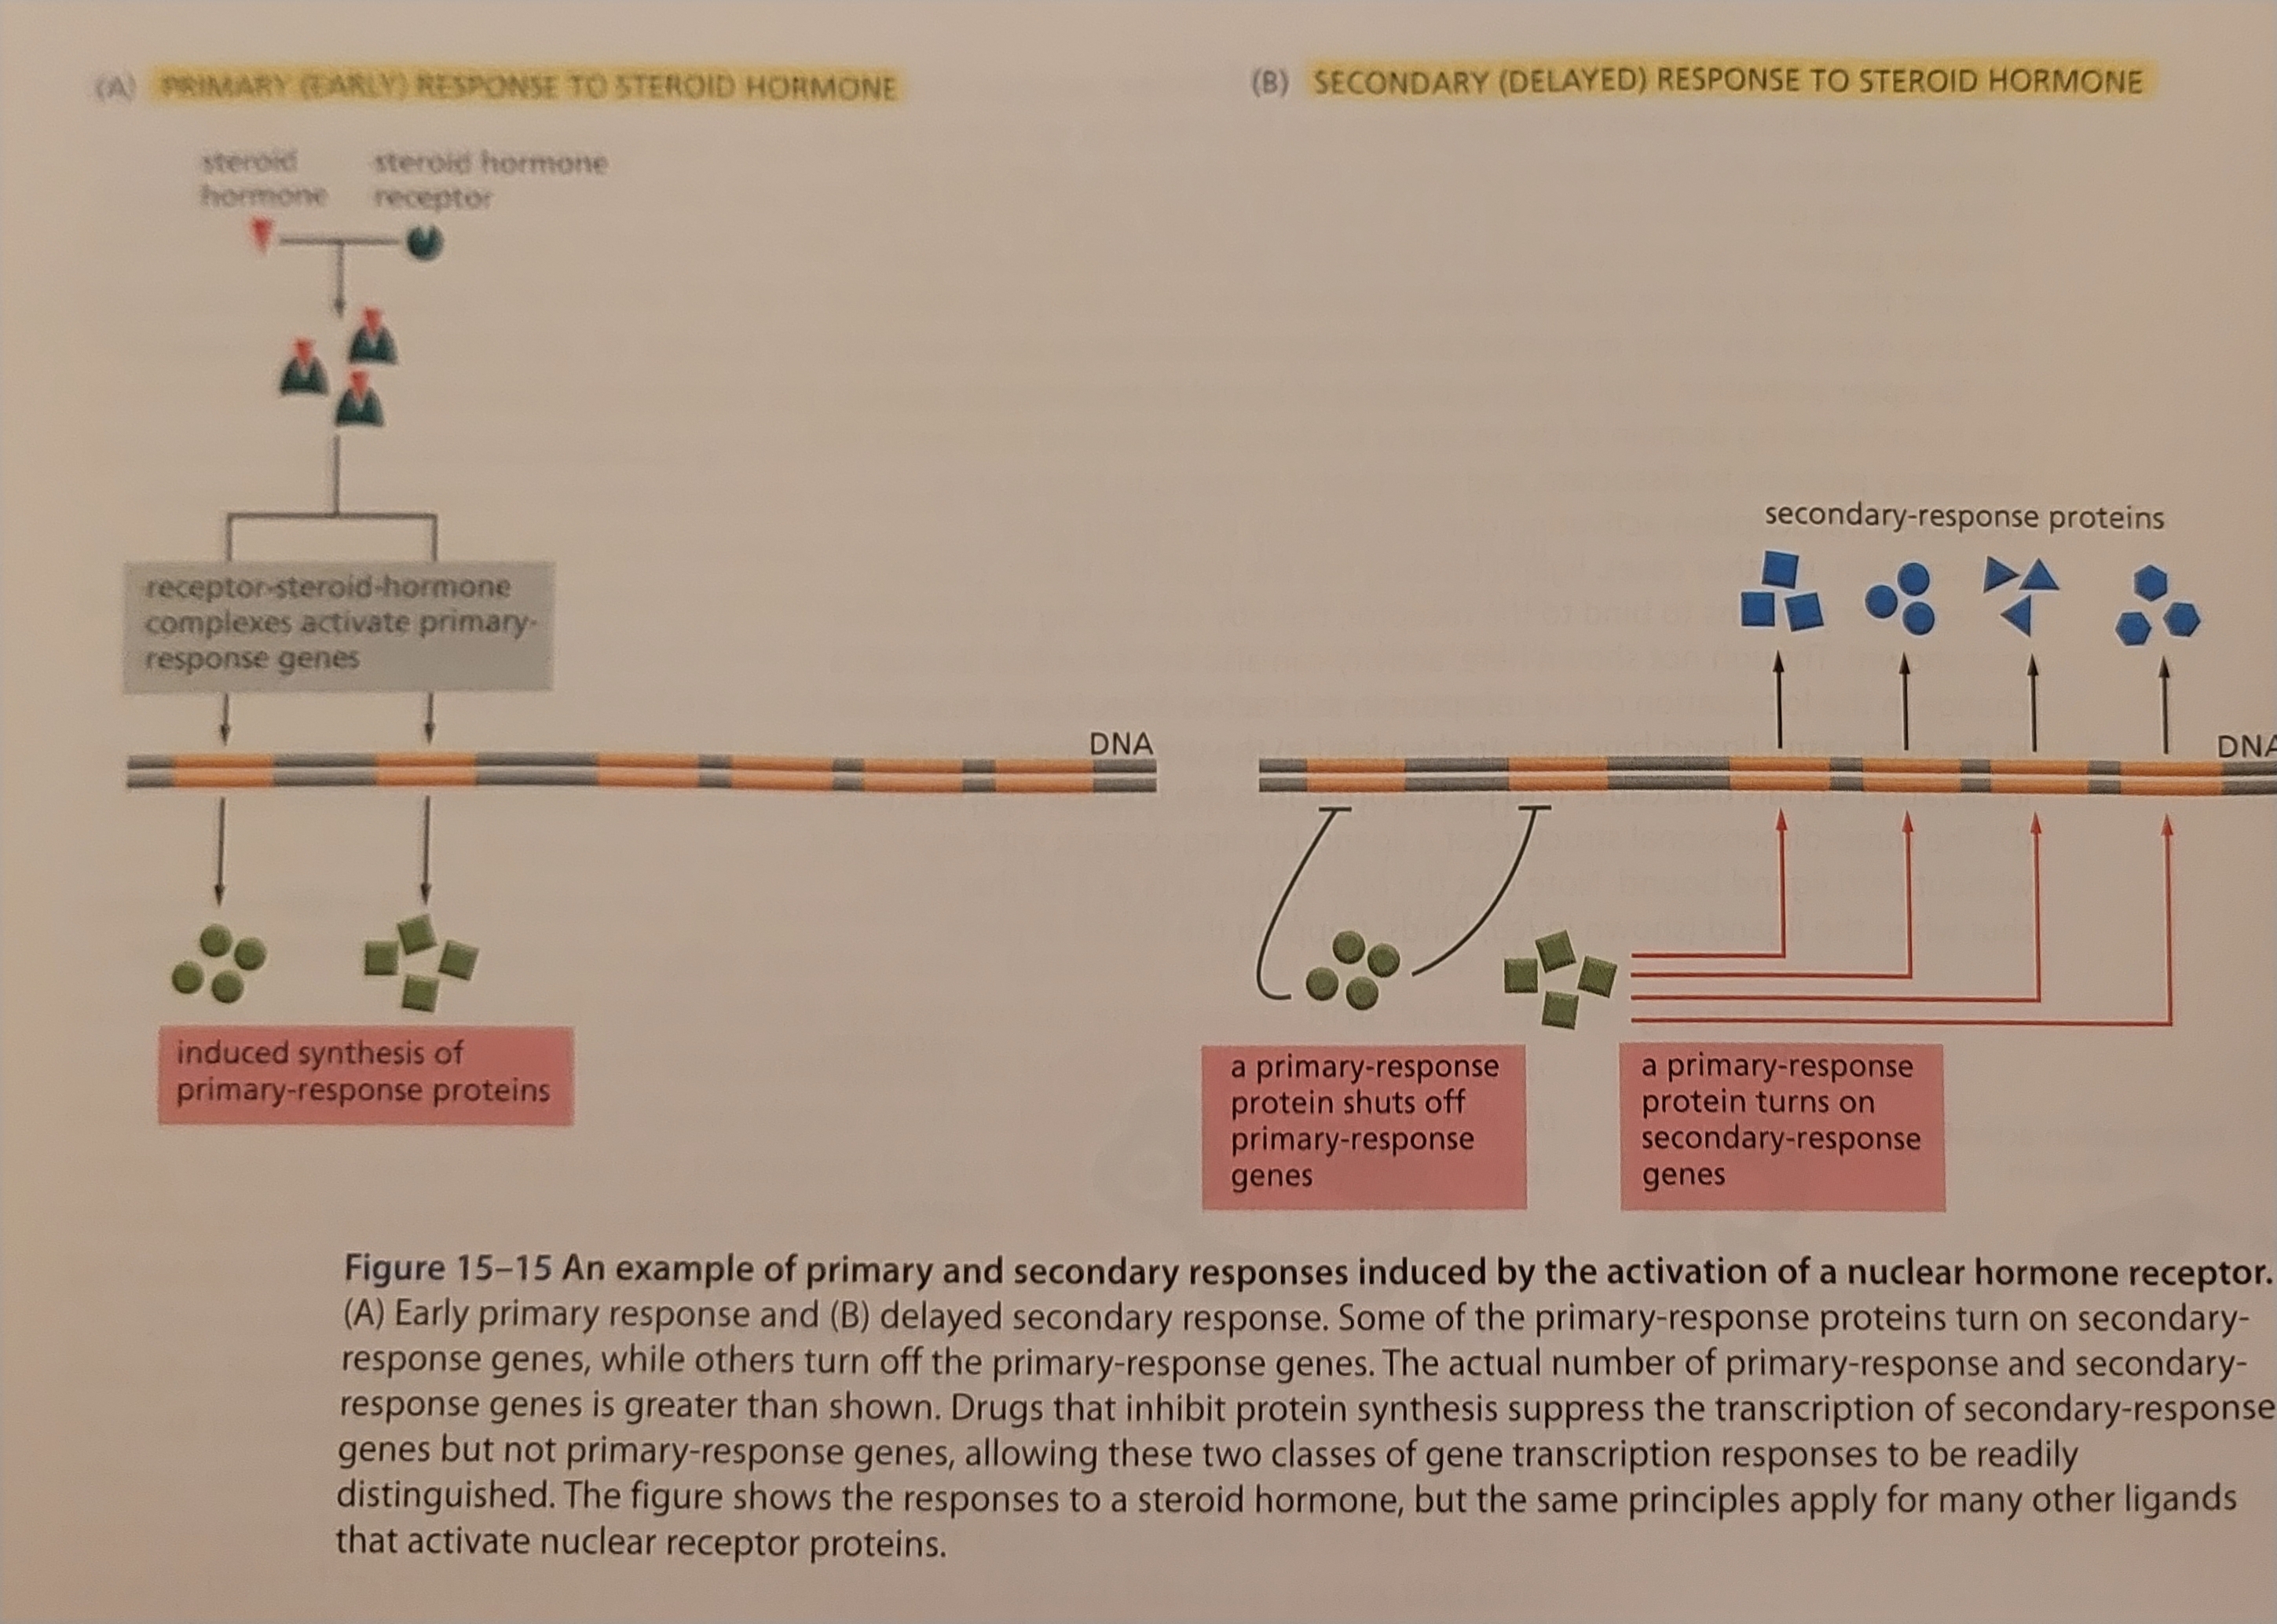 (A) PRIMARY (EARLY) RESPONSE TO STEROID HORMONE
steroid
hormone
steroid hormone
receptor
receptor-steroid-hormone
complexes activate primary-
response genes
DNA
induced synthesis of
primary-response proteins
(B) SECONDARY (DELAYED) RESPONSE TO STEROID HORMONE
secondary-response proteins
DNA
a primary-response
protein shuts off
primary-response
genes
a primary-response
protein turns on
secondary-response
genes
Figure 15–15 An example of primary and secondary responses induced by the activation of a nuclear hormone receptor.
(A) Early primary response and (B) delayed secondary response. Some of the primary-response proteins turn on secondary-
response genes, while others turn off the primary-response genes. The actual number of primary-response and secondary-
response genes is greater than shown. Drugs that inhibit protein synthesis suppress the transcription of secondary-response
genes but not primary-response genes, allowing these two classes of gene transcription responses to be readily
distinguished. The figure shows the responses to a steroid hormone, but the same principles apply for many other ligands
that activate nuclear receptor proteins.